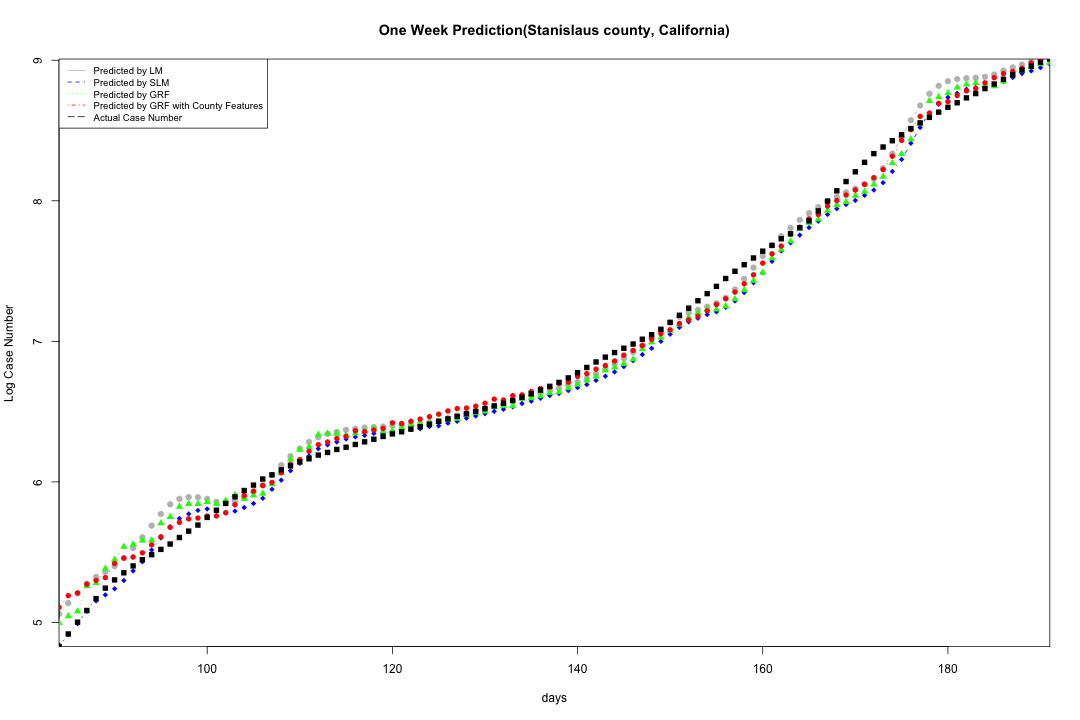 One Week Prediction(Stanislaus county, California)
Predicted by LM
Predicted by SLM
Predicted by GRF
Predicted by GRF with County Features
Actual Case Number
Log Case Number
9
8
7
6
5
100 120 140 160 180
days